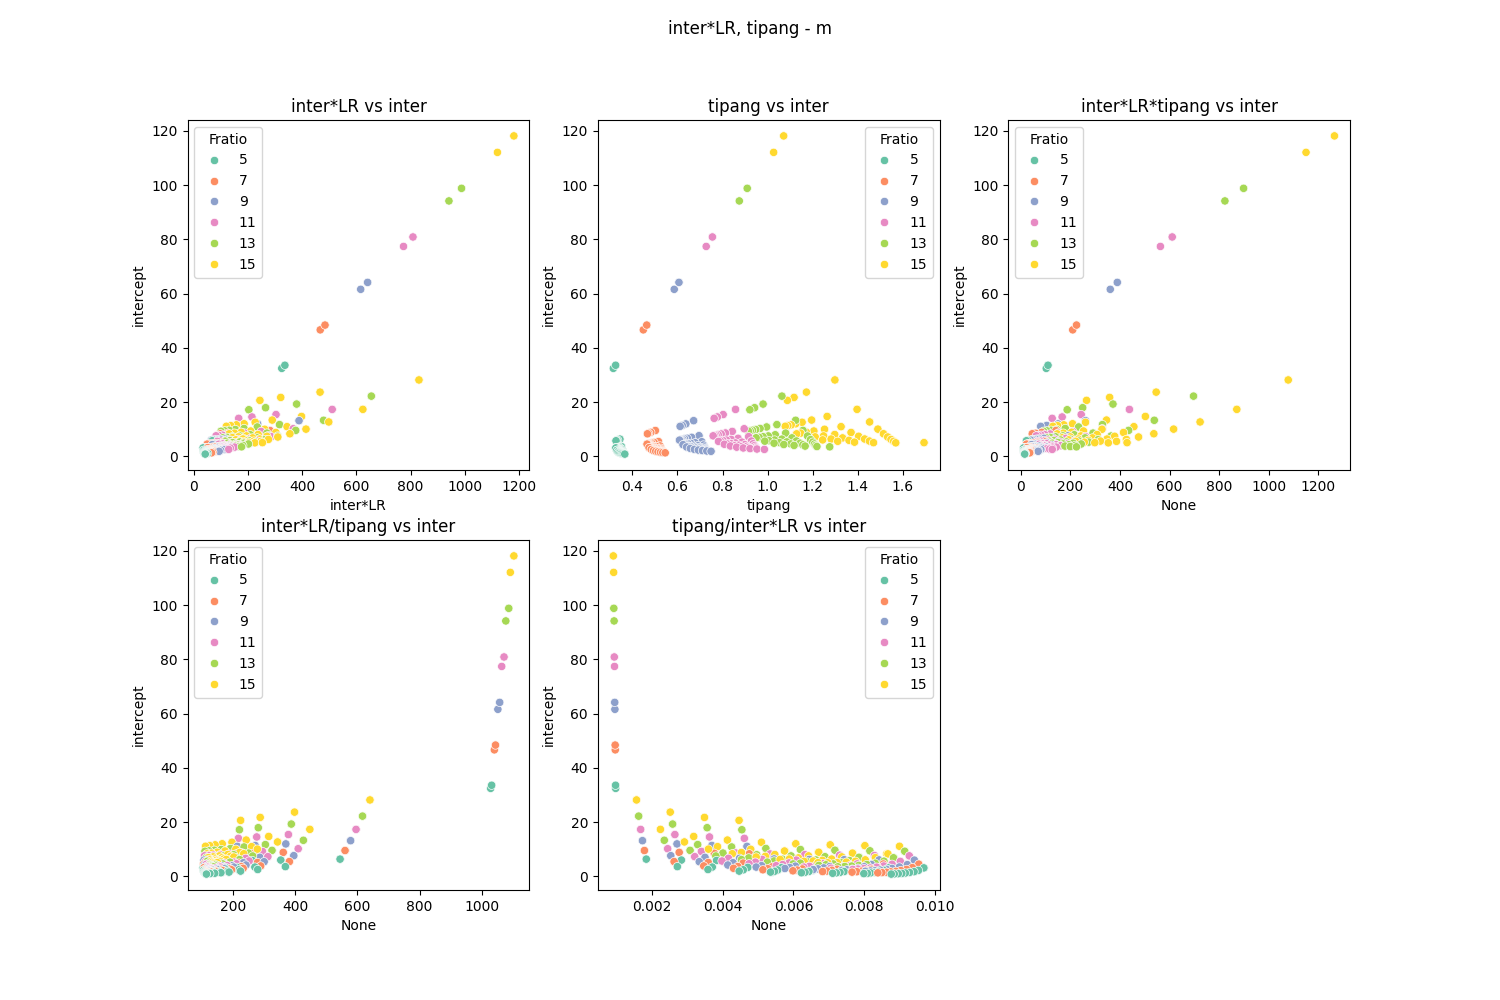 inter*LR, tipang - m
inter*LR vs inter
120
100
80
60
40
20
0
intercept
Fratio
5
7
9
11
13
15
0 200 400 600 800 1000 1200
inter*LR
tipang vs inter
120
100
80
60
40
20
0
intercept
Fratio
5
7
9
11
13
15
0.4 0.6 0.8 1.0 1.2 1.4 1.6
tipang
inter*LR*tipang vs inter
120
100
80
60
40
20
0
intercept
Fratio
5
7
9
11
13
15
0 200 400 600 800 1000 1200
None
inter*LR/tipang vs inter
120
100
80
60
40
20
0
intercept
Fratio
5
7
9
11
13
15
200 400 600 800 1000
None
tipang/inter*LR vs inter
120
100
80
60
40
20
0
intercept
Fratio
5
7
9
11
13
15
0.002 0.004 0.006 0.008 0.010
None